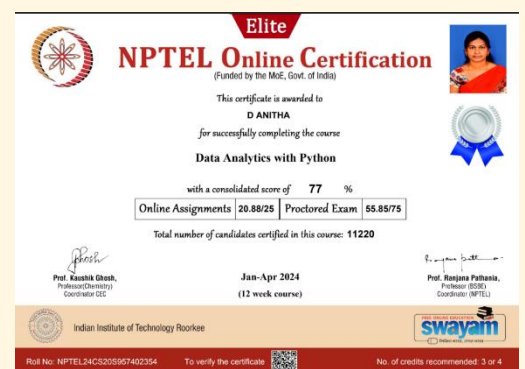 Elite
NPTEL Online Certification
(Funded by the MoE, Govt. of India)
This certificate is awarded to
D ANITHA
for successfully completing the course
Data Analytics with Python
with a consolidated score of 77 %
Online Assignments 20.88/25 Proctored Exam 55.85/75
Total number of candidates certified in this course: 11220
Prof. Kaushik Ghosh,
Professor(Chemistry)
Coordinator CEC
Jan-Apr 2024
(12 week course)
Prof. Ranjana Pathania,
Professor (BSBE)
Coordinator (NPTEL)
Indian Institute of Technology Roorkee
FREE ONLINE EDUCATION
swayam
Roll No: NPTEL24CS20S957402354
To verify the certificate
No. of credits recommended: 3 or 4